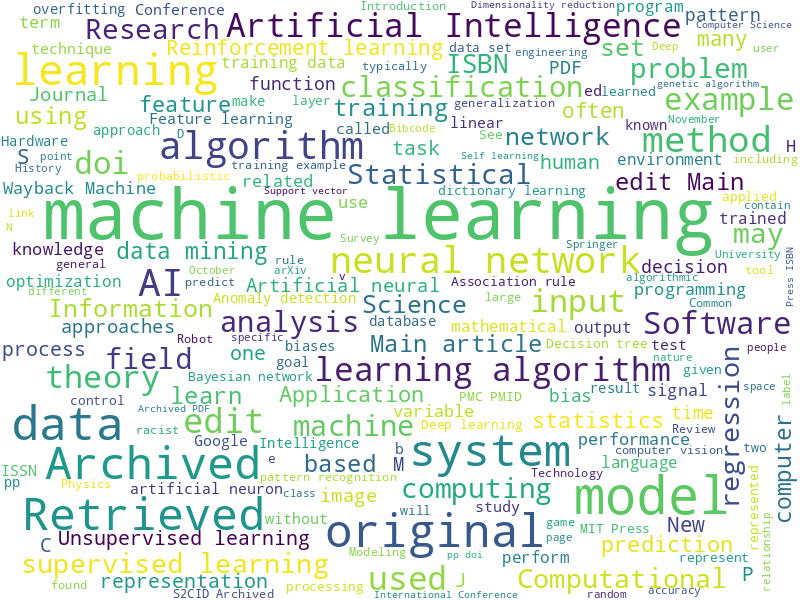 overfitting Conference Introduction Dimensionality reduction program
term Research Artificial Intelligence pattern Computer Science
technique Reinforcement learning data set engineering Deep many user
learning training data typically ISBN PDF set problem
Journal function classification ed learned genetic algorithm
using feature make layer training generalization often example
Hardware approach Feature learning called Bibcode linear known November
S point D algorithm task See network method H
History training example Statistical Self learning human environment including
doi probabilistic related Support vector dictionary learning edit Main applied
Wayback Machine use trained contain
link machine learning may
N Survey
knowledge data mining neural network Springer decision University
general rule arXiv v Association rule algorithmic tool Press ISBN
optimization October AI predict Artificial neural large programming
different Information Anomaly detection Science input Common
approaches Robot analysis database mathematical output Software
process specific biases Main article Decision tree test people
field one goal learning algorithm nature given
theory Bayesian network result signal space label
control learn Application PMC PMID bias regression
data Archived PDF edit machine variable statistics time
racist Google Intelligence b Deep learning performance Review computer
ISSN Archived based M system computer vision two
pp Physics e pattern recognition Technology language
artificial neuron class image computing model represented
Retrieved without will study New relationship
C Unsupervised learning original game MIT Press prediction
Modeling pp doi page perform represent
supervised learning used J Computational P
found representation processing random accuracy
S2CID Archived International Conference